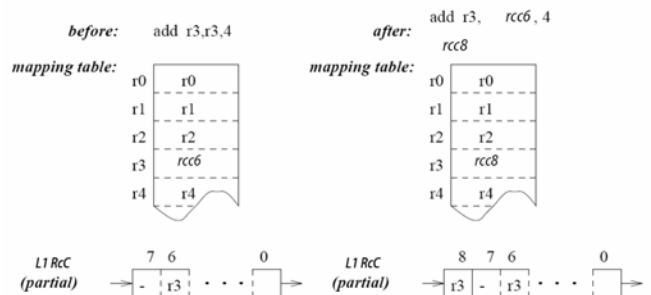 before: add r3,r3,4
mapping table:
r0 r0
r1 r1
r2 r2
r3 rcc6
r4 r4
7 6 0
L1 RcC
(partial)
- r3 . . .
after: add r3, rcc6, 4
rcc8
mapping table:
r0 r0
r1 r1
r2 r2
r3 rcc8
r4 r4
8 7 6 0
L1 RcC
(partial)
r3 - r3 . . .